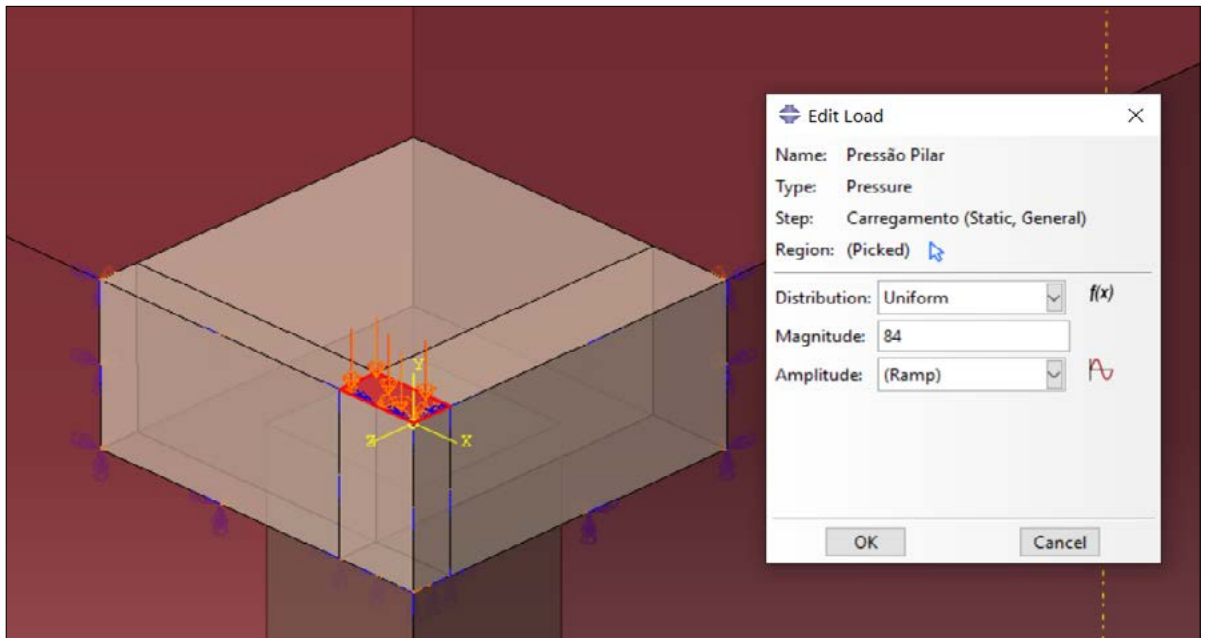 Edit Load
Name: Pressão Pilar
Type: Pressure
Step: Carregamento (Static, General)
Region: (Picked)
Distribution: Uniform f(x)
Magnitude: 84
Amplitude: (Ramp)
OK Cancel
Y
Z X